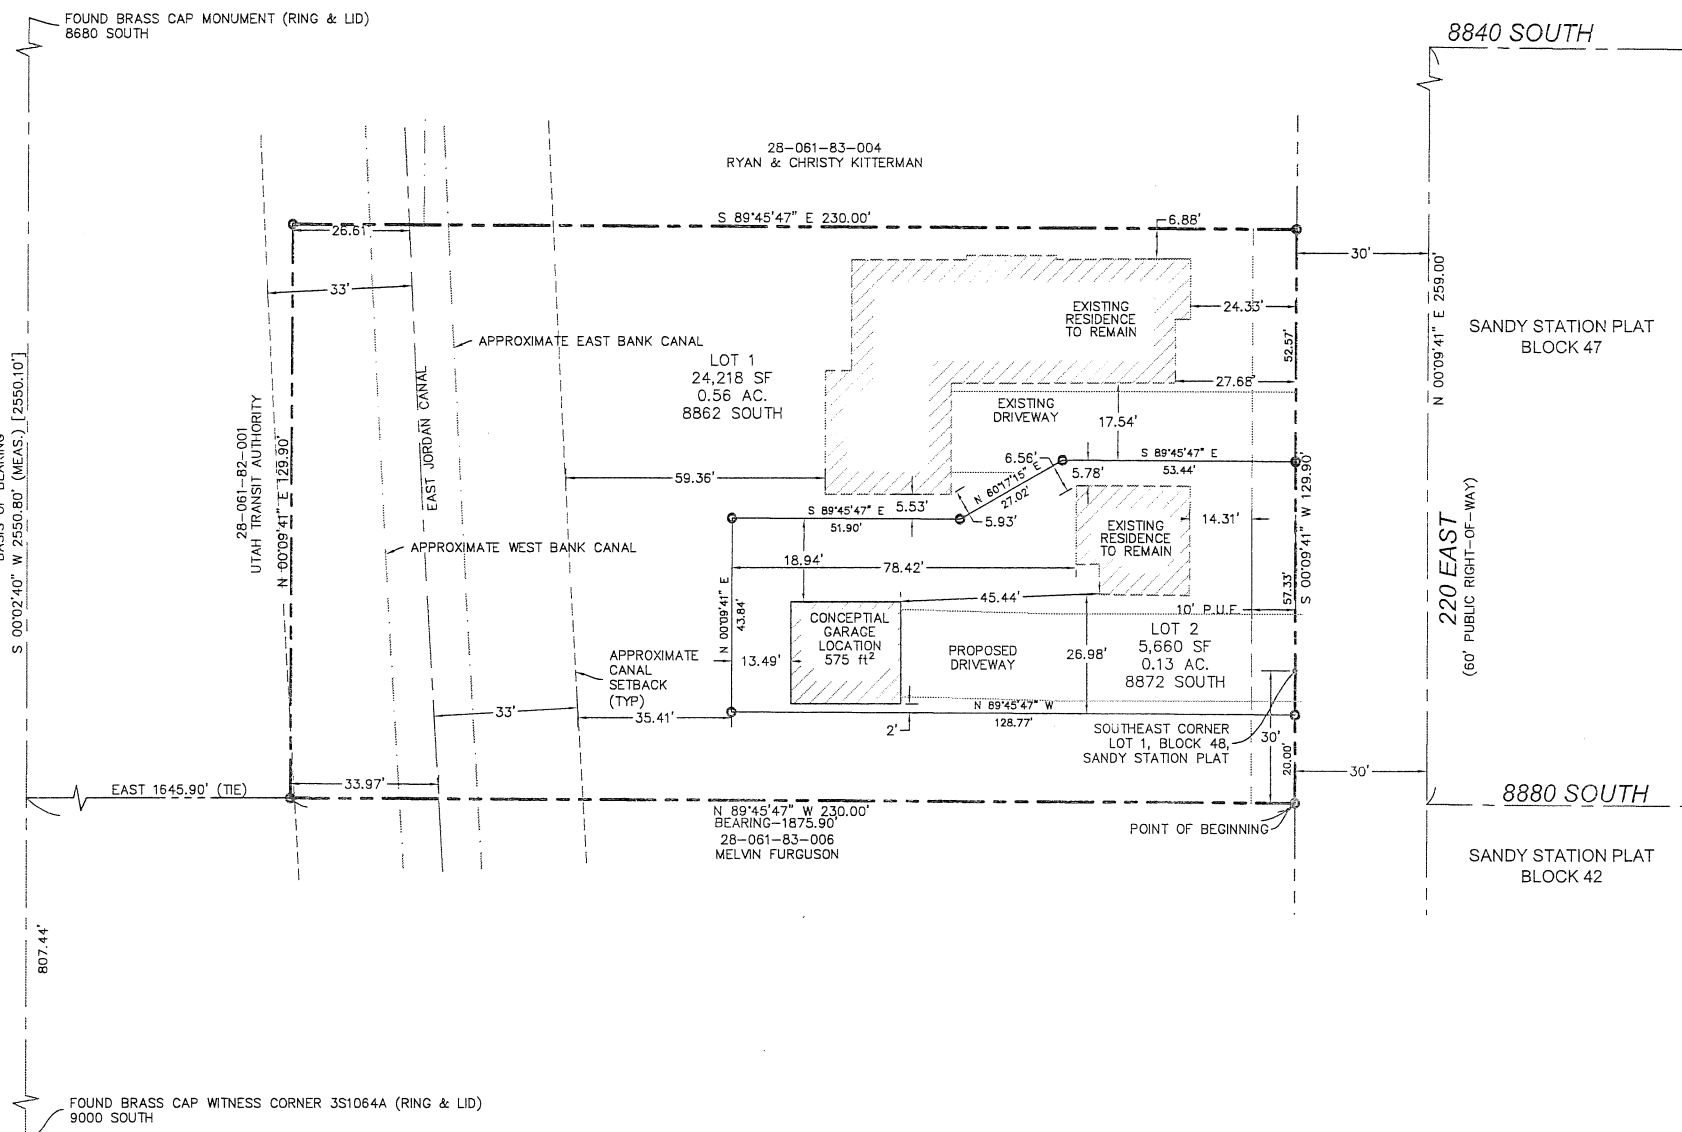 FOUND BRASS CAP MONUMENT (RING & LID)
8680 SOUTH
8840 SOUTH
28-061-83-004
RYAN & CHRISTY KITTERMAN
S 89°45'47" E 230.00'
6.88'
26.61'
30'
33'
24.33'
EXISTING
RESIDENCE
TO REMAIN
N 00°09'41" E 259.00'
SANDY STATION PLAT
BLOCK 47
APPROXIMATE EAST BANK CANAL
52.57'
LOT 1
24,218 SF
0.56 AC.
8862 SOUTH
27.68'
EXISTING
DRIVEWAY
17.54'
BASIS OF BEARING
S 00°02'40" W 2550.80' (MEAS.) [2550.10']
28-061-82-001
UTAH TRANSIT AUTHORITY
N 00°09'41" E 129.90'
EAST JORDAN CANAL
6.56'
S 89°45'47" E
53.44'
5.78'
N 60°17'15" E
27.02'
59.36'
5.53'
5.93'
S 89°45'47" E
51.90'
14.31'
EXISTING
RESIDENCE
TO REMAIN
S 00°09'41" W 129.90'
220 EAST
(60' PUBLIC RIGHT-OF-WAY)
APPROXIMATE WEST BANK CANAL
18.94'
78.42'
57.33'
45.44'
10' P.U.E
N 00°09'41" E
43.84'
CONCEPTIAL
GARAGE
LOCATION
575 ft²
LOT 2
5,660 SF
0.13 AC.
8872 SOUTH
PROPOSED
DRIVEWAY
26.98'
13.49'
APPROXIMATE
CANAL
SETBACK
(TYP)
33'
35.41'
N 89°45'47" W
128.77'
2'
SOUTHEAST CORNER
LOT 1, BLOCK 48,
SANDY STATION PLAT
30'
20.00'
30'
33.97'
EAST 1645.90' (TIE)
8880 SOUTH
N 89°45'47" W 230.00'
BEARING-1875.90'
28-061-83-006
MELVIN FURGUSON
POINT OF BEGINNING
SANDY STATION PLAT
BLOCK 42
807.44'
FOUND BRASS CAP WITNESS CORNER 3S1064A (RING & LID)
9000 SOUTH